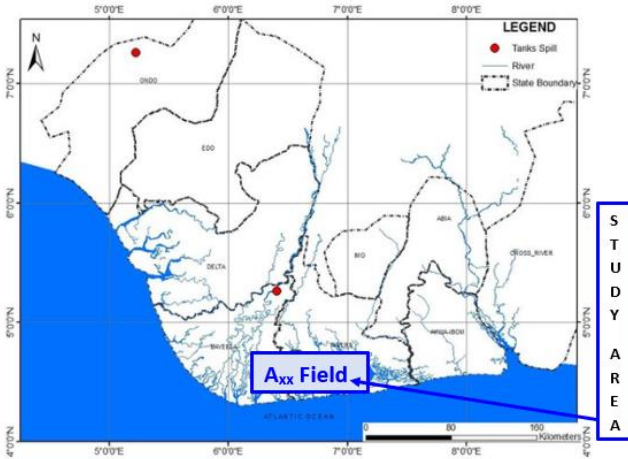 5°0'0"E 6°0'0"E 7°0'0"E 8°0'0"E
LEGEND
Tanks Spill
River
State Boundary
N
7°0'0"N
7°0'0"N
ONDO
EDO
6°0'0"N
6°0'0"N
ABIA
IMO
CROSS_RIVER
DELTA
5°0'0"N
5°0'0"N
BAYELSA
RIVERS
AKWA-IBOM
A_xx Field
ATLANTIC OCEAN
0 80 160
Kilometers
4°0'0"N
4°0'0"N
5°0'0"E 6°0'0"E 7°0'0"E 8°0'0"E
STUDY AREA